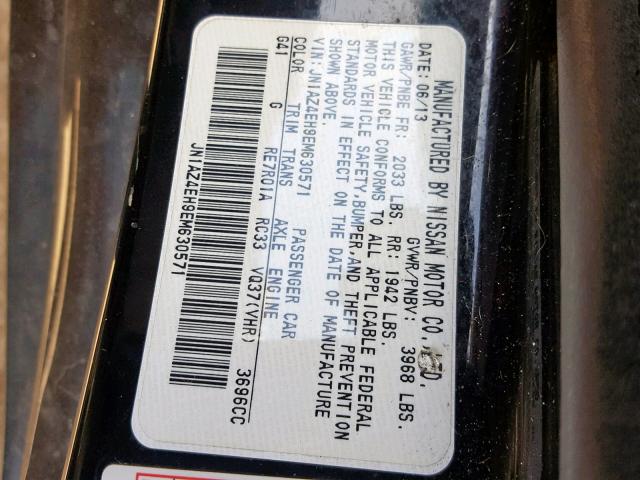 MANUFACTURED BY NISSAN MOTOR CO.,LTD.
DATE: 06/13 GVWR/PNBV: 3968 LBS.
GAWR/PNBE FR: 2033 LBS. RR: 1942 LBS.
THIS VEHICLE CONFORMS TO ALL APPLICABLE FEDERAL
MOTOR VEHICLE SAFETY,BUMPER,AND THEFT PREVENTION
STANDARDS IN EFFECT ON THE DATE OF MANUFACTURE
SHOWN ABOVE.
VIN:JN1AZ4EH9EM630571 PASSENGER CAR
COLOR TRIM TRANS AXLE ENGINE
G41 G RE7R01A RC33 VQ37(VHR) 3696CC
JN1AZ4EH9EM630571